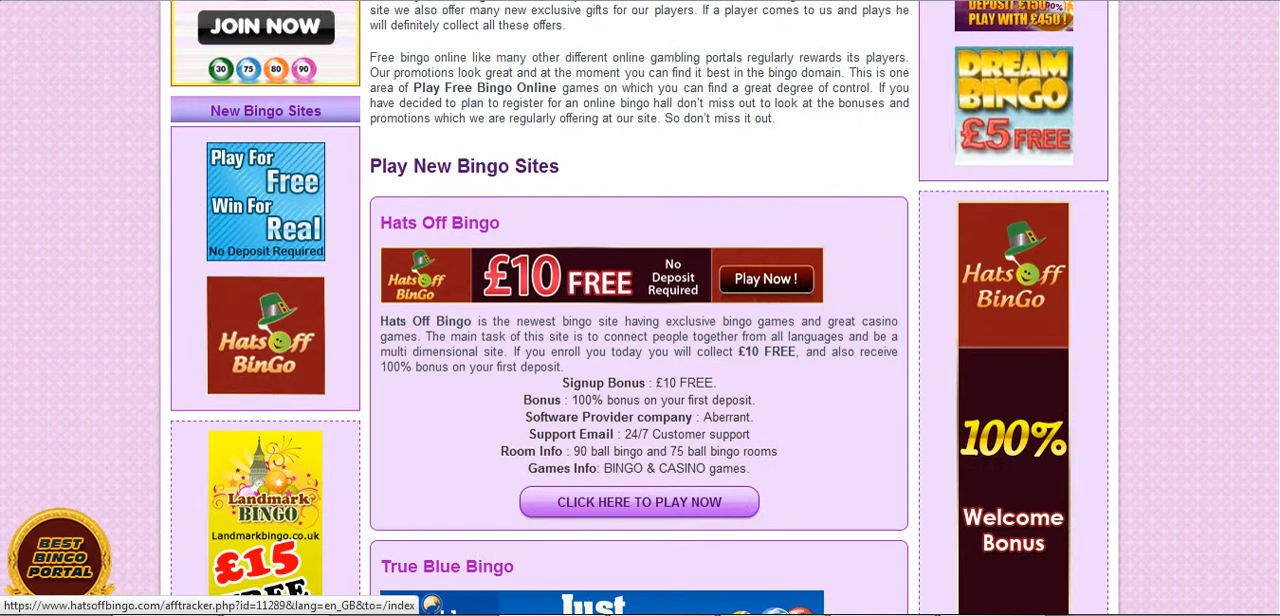 JOIN NOW
30 75 80 90
New Bingo Sites
Play For
Free
Win For
Real
No Deposit Required
Hats Off
BinGo
Landmark
BINGO
Landmarkbingo.co.uk
£15
FREE
BEST
BINGO
PORTAL
site we also offer many new exclusive gifts for our players. If a player comes to us and plays he
will definitely collect all these offers.
Free bingo online like many other different online gambling portals regularly rewards its players.
Our promotions look great and at the moment you can find it best in the bingo domain. This is one
area of Play Free Bingo Online games on which you can find a great degree of control. If you
have decided to plan to register for an online bingo hall don't miss out to look at the bonuses and
promotions which we are regularly offering at our site. So don't miss it out.
Play New Bingo Sites
Hats Off Bingo
Hats Off
BinGo
£10 FREE
No
Deposit
Required
Play Now !
Hats Off Bingo is the newest bingo site having exclusive bingo games and great casino
games. The main task of this site is to connect people together from all languages and be a
multi dimensional site. If you enroll you today you will collect £10 FREE, and also receive
100% bonus on your first deposit.
Signup Bonus : £10 FREE.
Bonus : 100% bonus on your first deposit.
Software Provider company : Aberrant.
Support Email : 24/7 Customer support
Room Info : 90 ball bingo and 75 ball bingo rooms
Games Info: BINGO & CASINO games.
CLICK HERE TO PLAY NOW
True Blue Bingo
Just
DEPOSIT £150
PLAY WITH £450!
DREAM
BINGO
£5 FREE
Hats Off
BinGo
100%
Welcome
Bonus
https://www.hatsoffbingo.com/afftracker.php?id=11289&lang=en_GB&to=/index